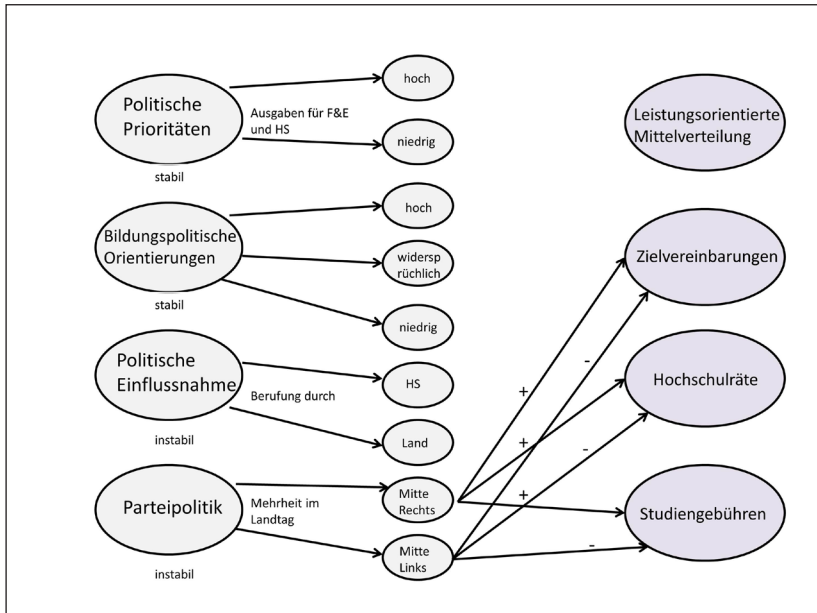 Politische
Prioritäten
stabil
Ausgaben für F&E
und HS
hoch
niedrig
Bildungspolitische
Orientierungen
stabil
hoch
widersp
rüchlich
niedrig
Politische
Einflussnahme
instabil
Berufung durch
HS
Land
Parteipolitik
instabil
Mehrheit im
Landtag
Mitte
Rechts
Mitte
Links
+
+
+
-
-
-
Leistungsorientierte
Mittelverteilung
Zielvereinbarungen
Hochschulräte
Studiengebühren